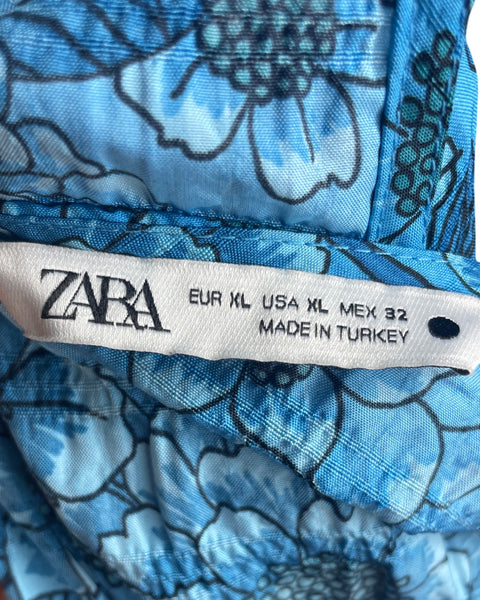 ZARA
EUR XL USA XL MEX 32
MADE IN TURKEY